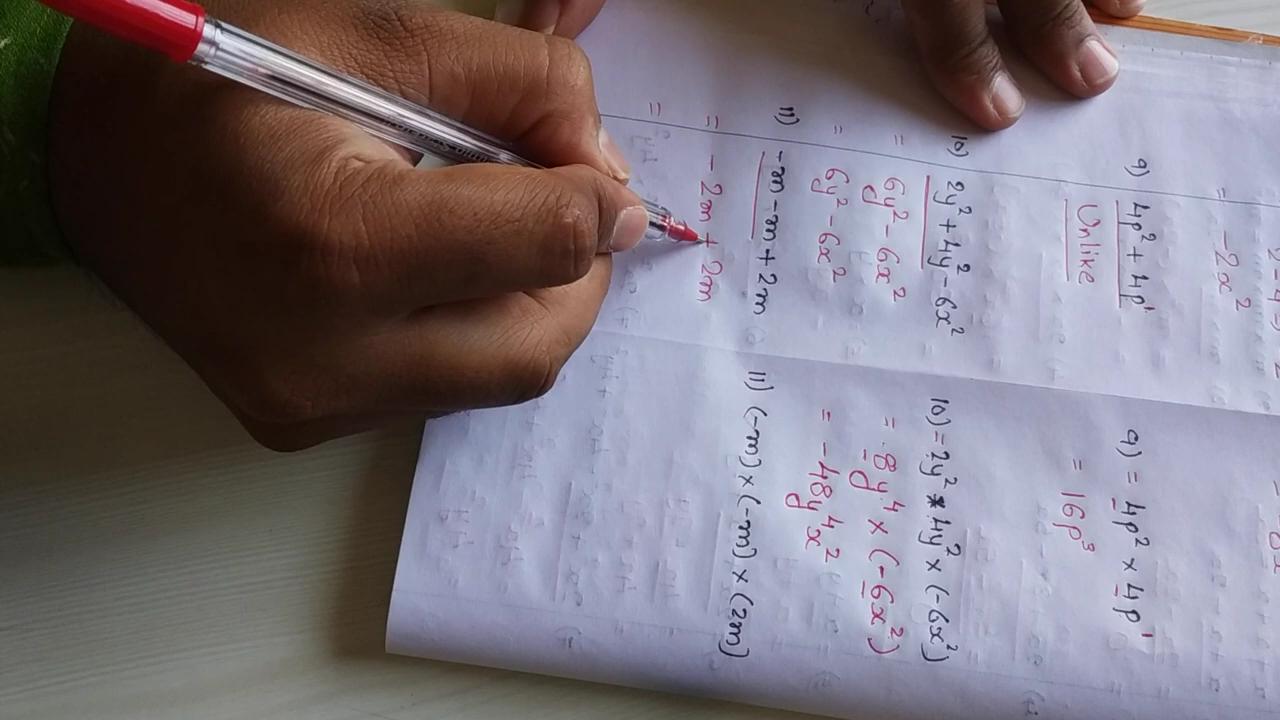 = -2x²
9) 4p² + 4p¹
Unlike
10) 2y² + 4y² - 6x²
= 6y² - 6x²
= 6y² - 6x²
11) -m - m + 2m
= - 2m + 2m
=
9) = 4p² × 4p¹
= 16p³
10) = 2y² * 4y² × (-6x²)
= 8y⁴ × (-6x²)
= -48y⁴x²
11) (-m) × (-m) × (2m)